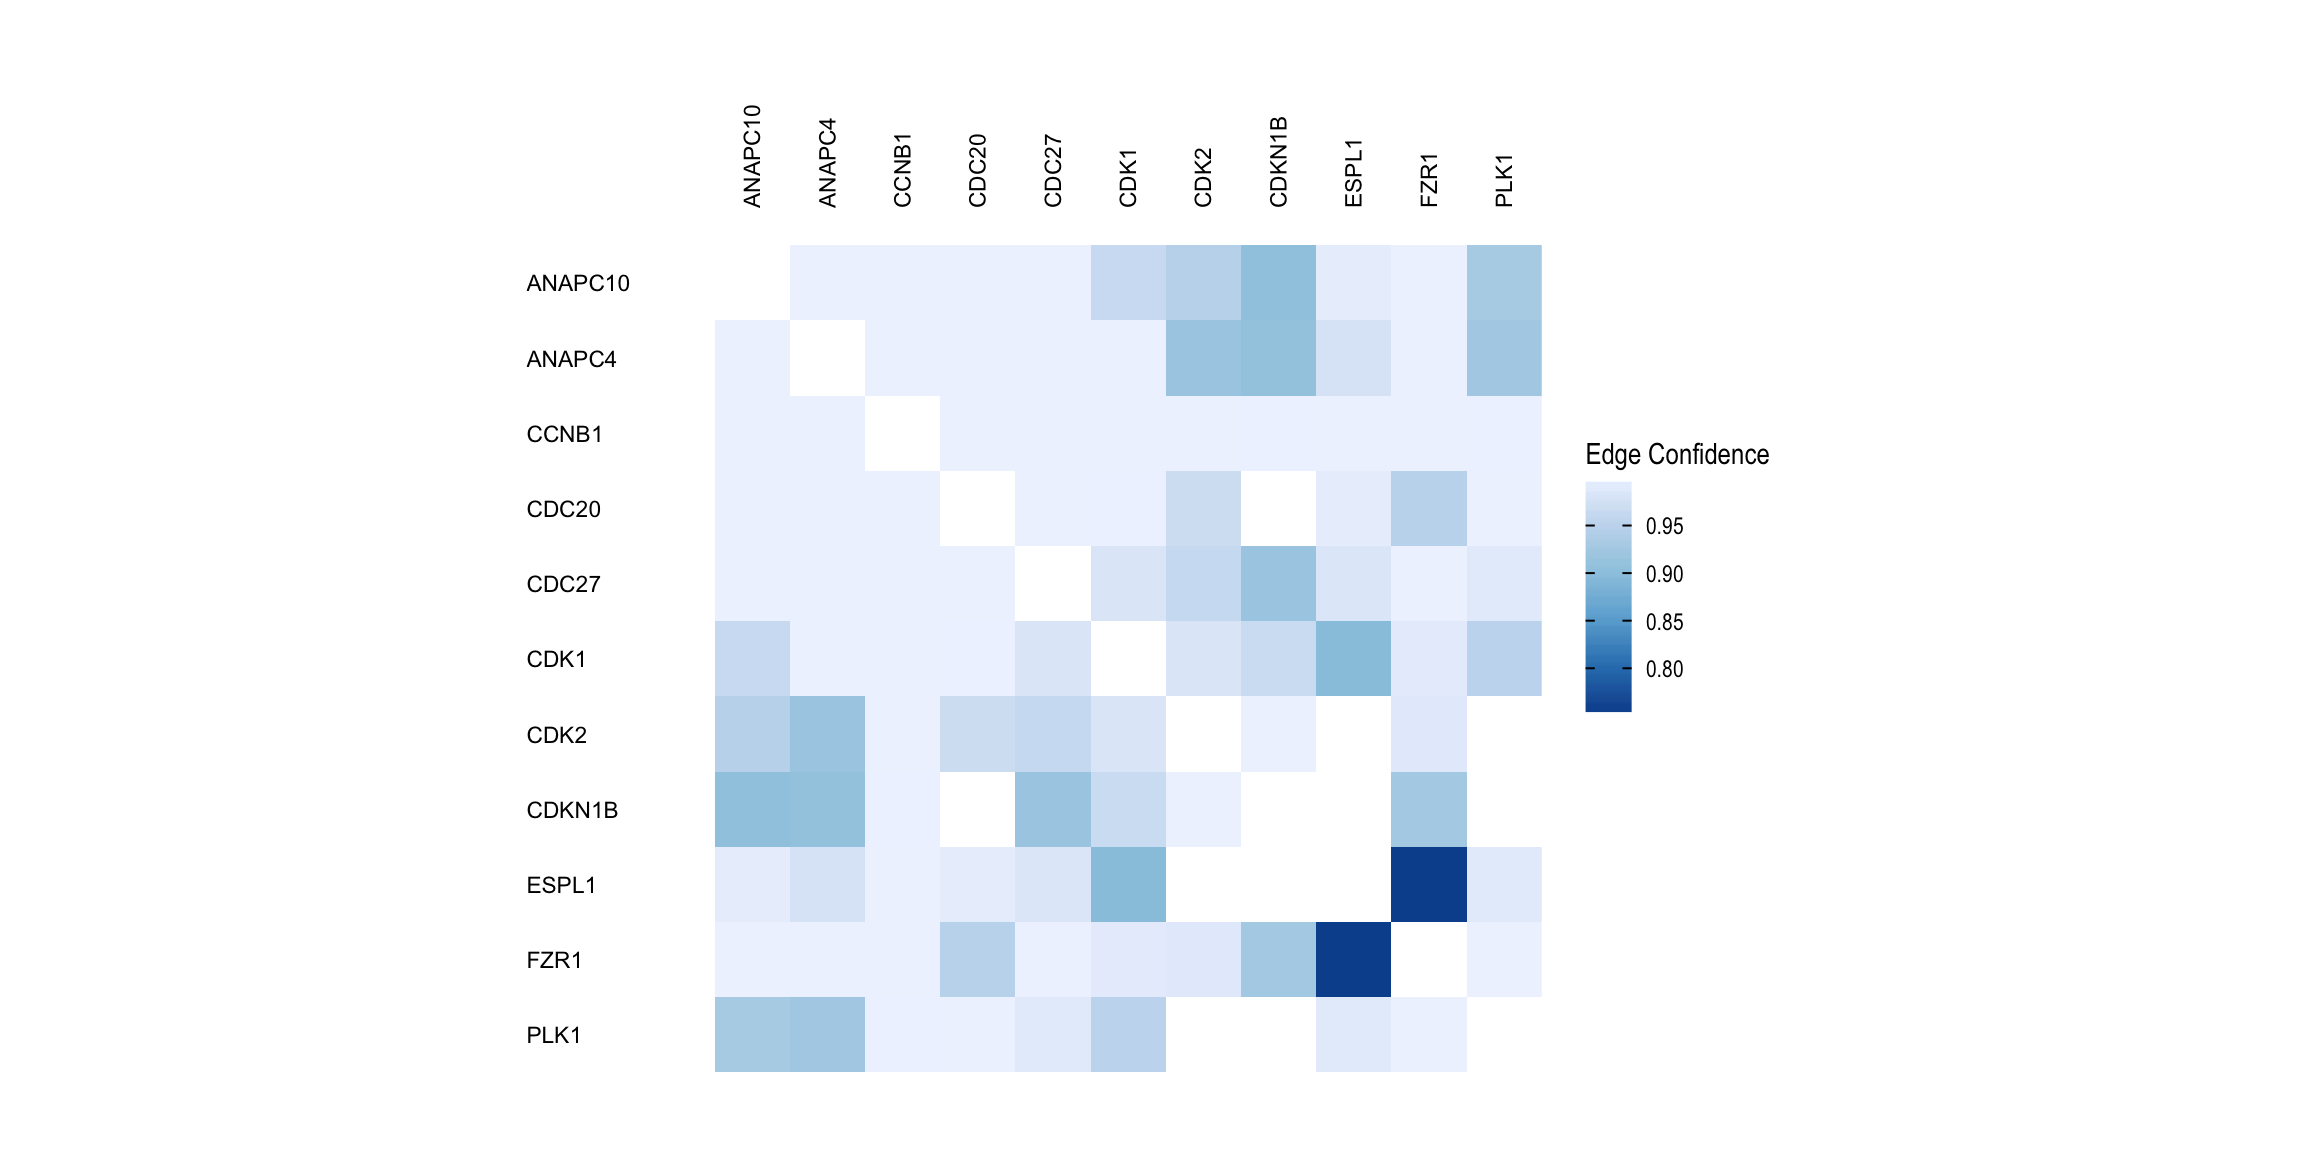 ANAPC10
ANAPC4
CCNB1
CDC20
CDC27
CDK1
CDK2
CDKN1B
ESPL1
FZR1
PLK1
ANAPC10
ANAPC4
CCNB1
CDC20
CDC27
CDK1
CDK2
CDKN1B
ESPL1
FZR1
PLK1
Edge Confidence
0.95
0.90
0.85
0.80